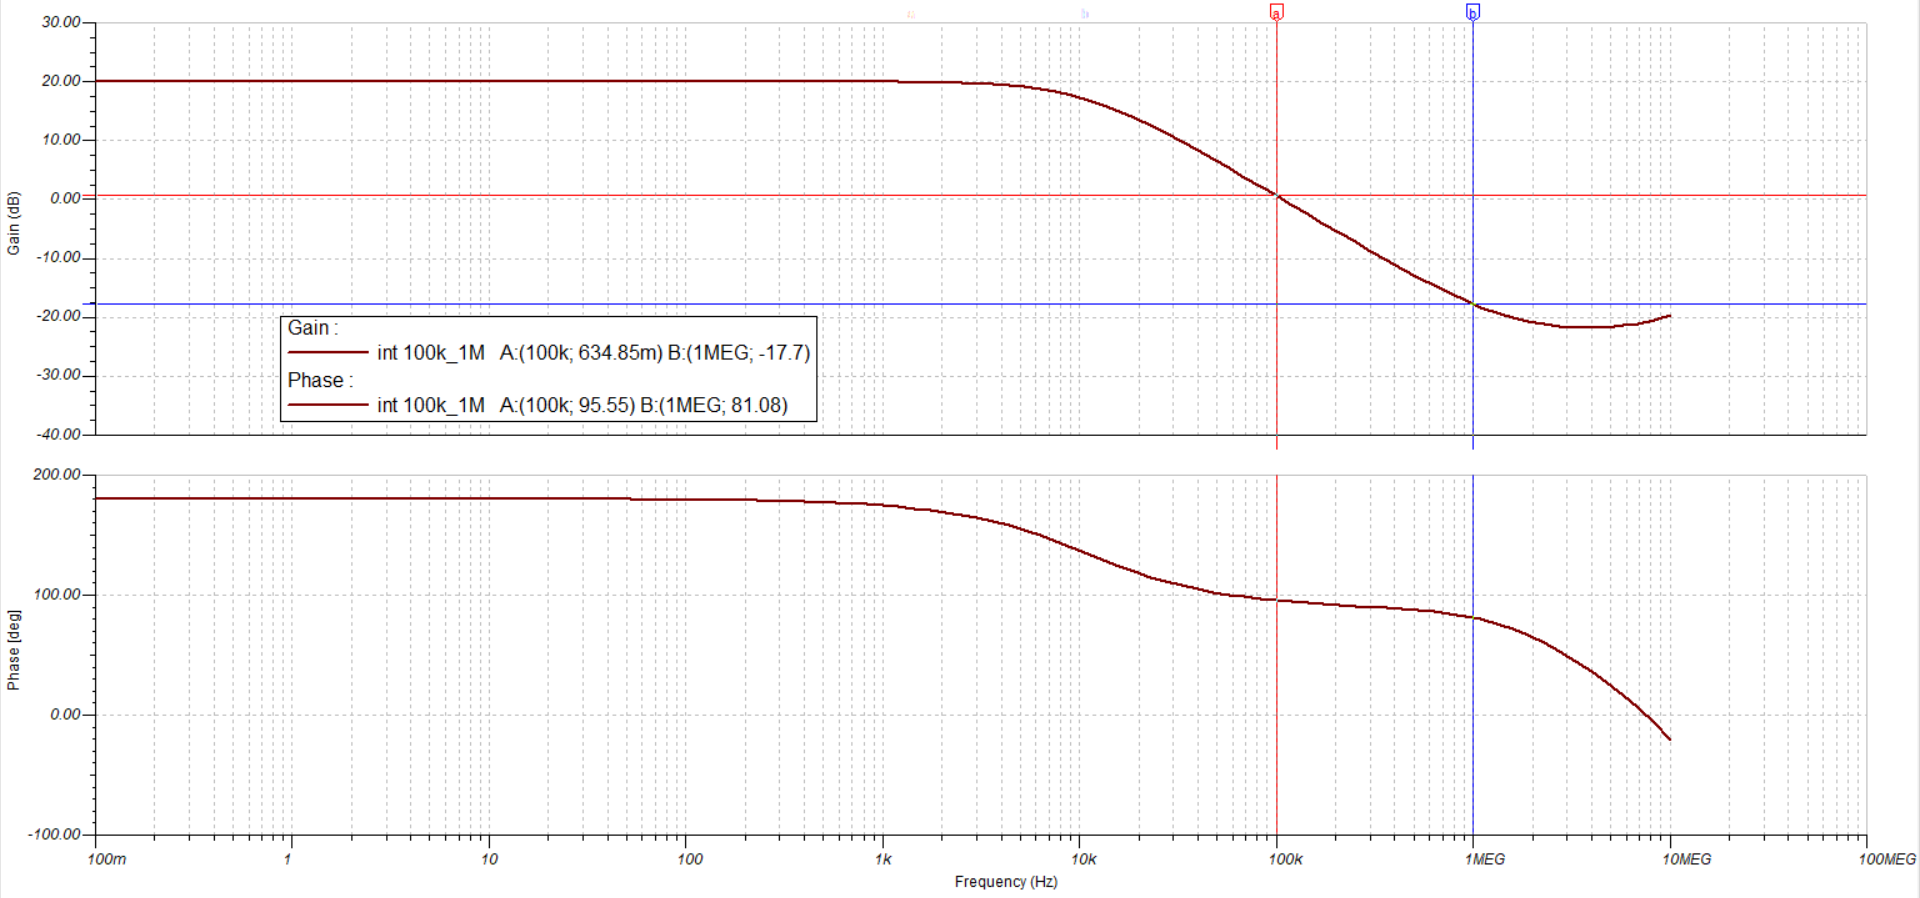 a
b
a
b
30.00
20.00
10.00
0.00
-10.00
-20.00
-30.00
-40.00
Gain (dB)
Gain :
int 100k_1M A:(100k; 634.85m) B:(1MEG; -17.7)
Phase :
int 100k_1M A:(100k; 95.55) B:(1MEG; 81.08)
200.00
100.00
0.00
-100.00
Phase [deg]
100m 1 10 100 1k 10k 100k 1MEG 10MEG 100MEG
Frequency (Hz)